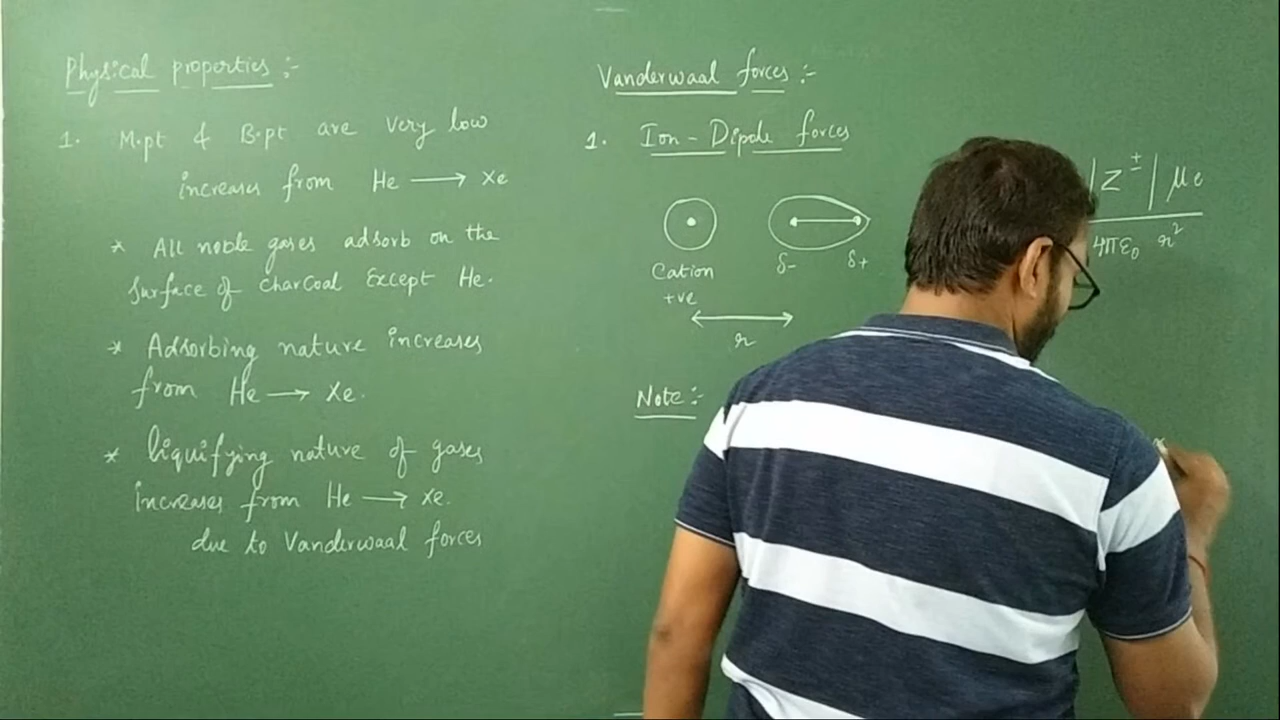 Physical properties :-
1. M.pt & B.pt are very low
increases from He ⟶ Xe
* All noble gases adsorb on the
surface of charcoal Except He.
* Adsorbing nature increases
from He ⟶ Xe.
* liquifying nature of gases
increases from He ⟶ Xe.
due to Vanderwaal forces
Vanderwaal forces :-
1. Ion - Dipole forces
|Z±| μe
4πε0 r²
δ- δ+
Cation
+ve
r
Note :-